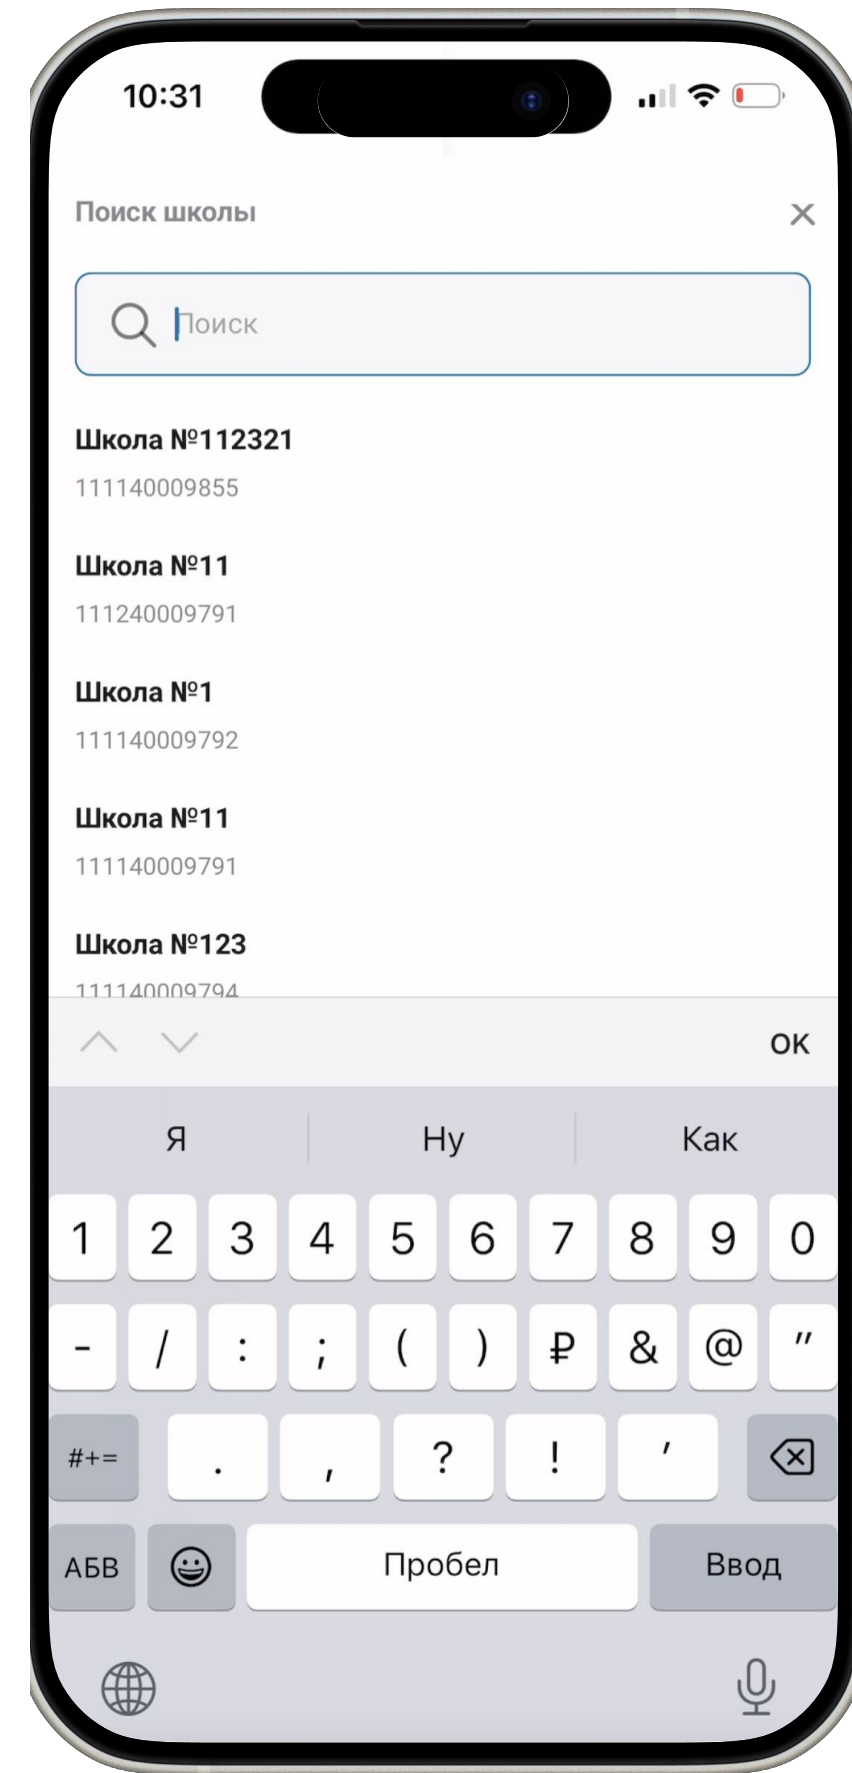 10:31
Поиск школы
Поиск
Школа №112321
111140009855
Школа №11
111240009791
Школа №1
111140009792
Школа №11
111140009791
Школа №123
111140009794
OK
Я Ну Как
1 2 3 4 5 6 7 8 9 0
- / : ; ( ) ₽ & @ "
#+= . , ? ! '
АБВ Пробел Ввод